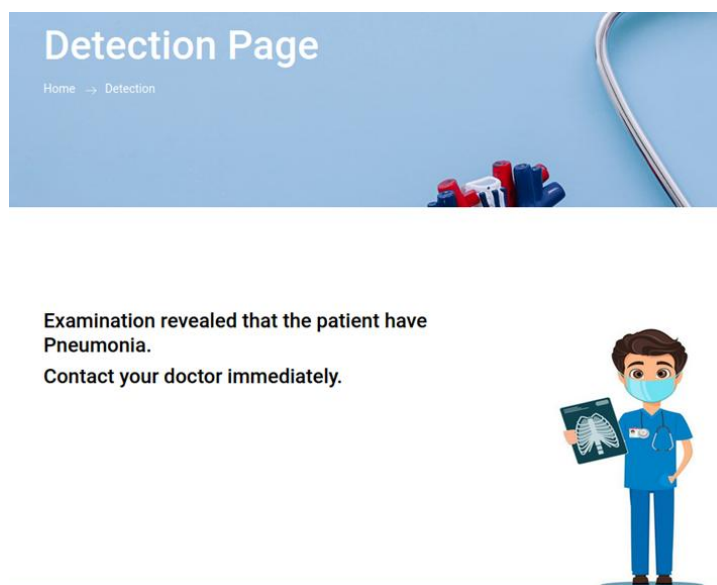 Detection Page
Home → Detection
Examination revealed that the patient have
Pneumonia.
Contact your doctor immediately.